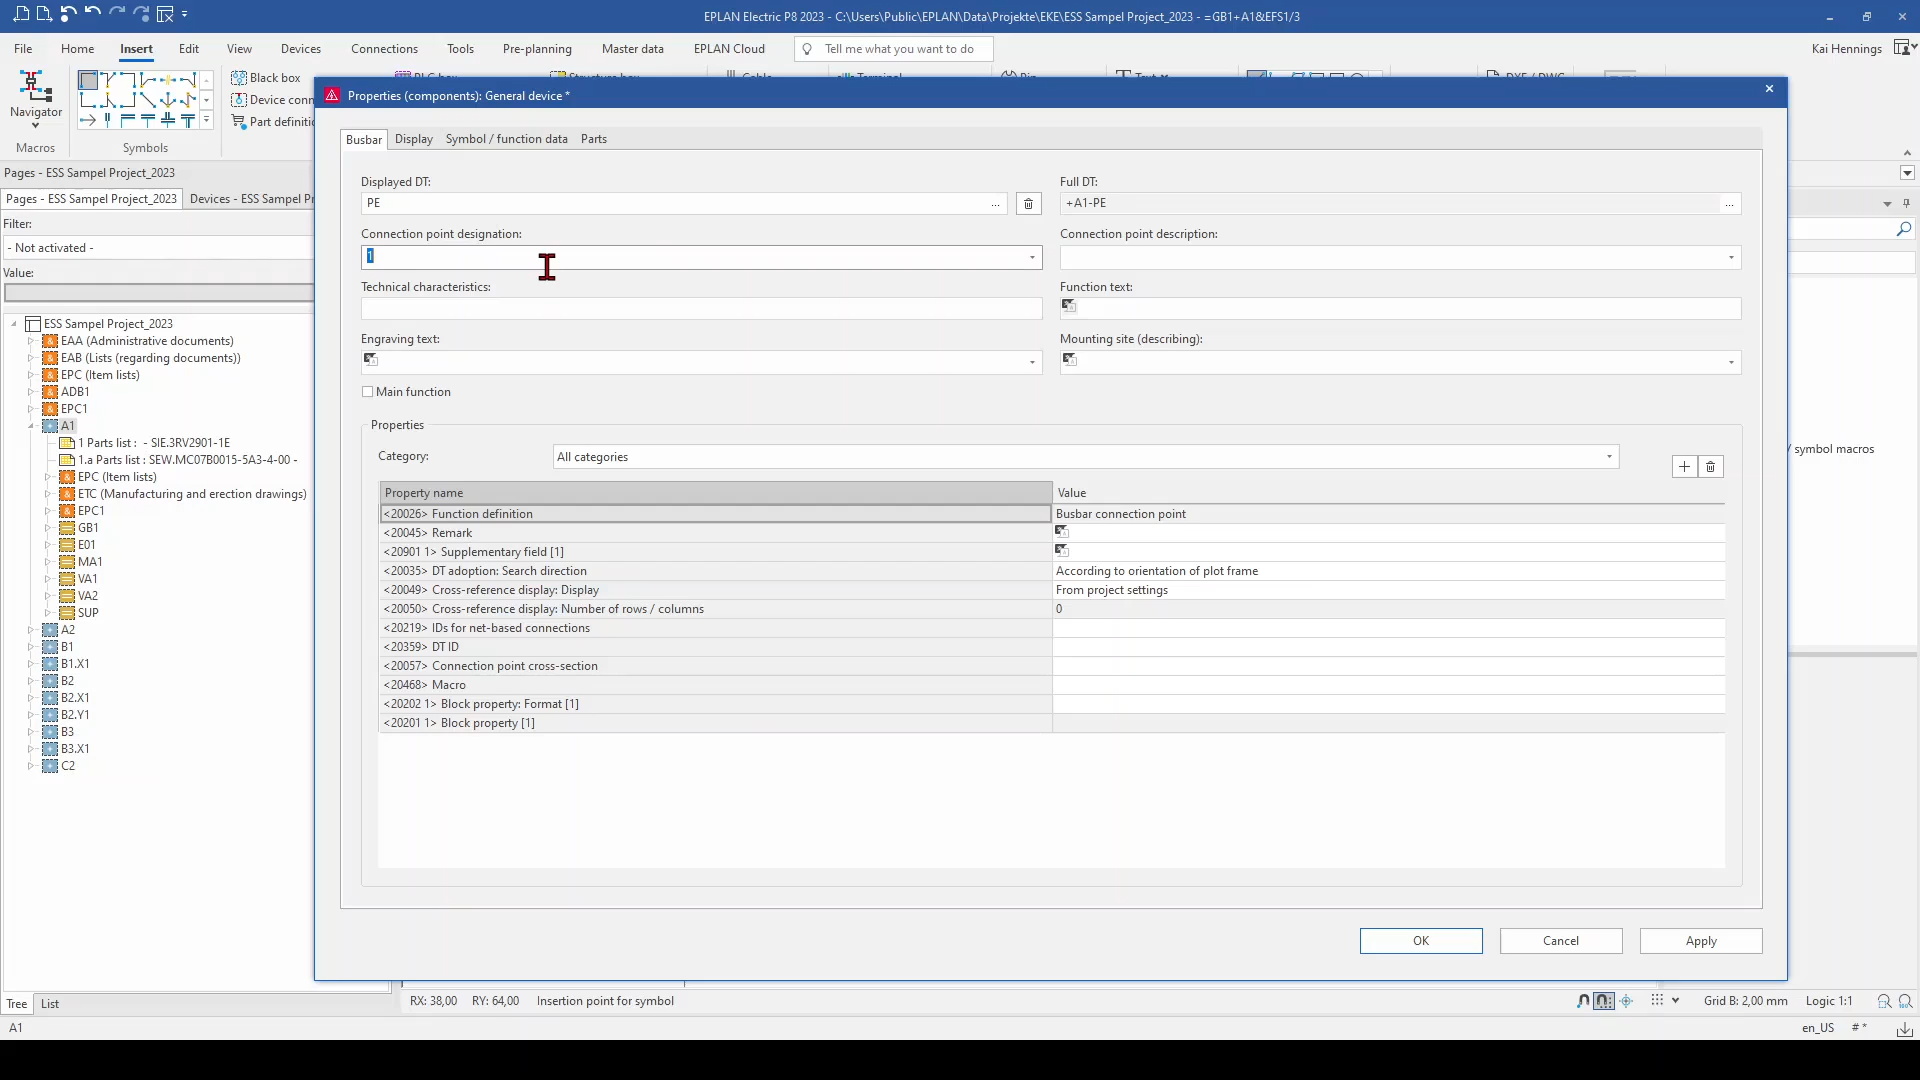 EPLAN Electric P8 2023 - C:\Users\Public\EPLAN\Data\Projekte\EKE\ESS Sampel Project_2023 - =GB1+A1&EFS1/3
File Home Insert Edit View Devices Connections Tools Pre-planning Master data EPLAN Cloud Tell me what you want to do Kai Hennings
Navigator
Macros
Symbols
Black box
Device conn
Part definitio
Properties (components): General device *
Pages - ESS Sampel Project_2023
Pages - ESS Sampel Project_2023 Devices - ESS Sampel Pr
Filter:
- Not activated -
Value:
ESS Sampel Project_2023
EAA (Administrative documents)
EAB (Lists (regarding documents))
EPC (Item lists)
ADB1
EPC1
A1
1 Parts list : - SIE.3RV2901-1E
1.a Parts list : SEW.MC07B0015-5A3-4-00 -
EPC (Item lists)
ETC (Manufacturing and erection drawings)
EPC1
GB1
E01
MA1
VA1
VA2
SUP
A2
B1
B1.X1
B2
B2.X1
B2.Y1
B3
B3.X1
C2
Tree List
A1
Busbar Display Symbol / function data Parts
Displayed DT: Full DT:
PE ... +A1-PE ...
Connection point designation: Connection point description:
1
Technical characteristics: Function text:
Engraving text: Mounting site (describing):
Main function
Properties
Category: All categories
Property name Value
<20026> Function definition Busbar connection point
<20045> Remark
<20901 1> Supplementary field [1]
<20035> DT adoption: Search direction According to orientation of plot frame
<20049> Cross-reference display: Display From project settings
<20050> Cross-reference display: Number of rows / columns 0
<20219> IDs for net-based connections
<20359> DT ID
<20057> Connection point cross-section
<20468> Macro
<20202 1> Block property: Format [1]
<20201 1> Block property [1]
OK Cancel Apply
/ symbol macros
RX: 38,00 RY: 64,00 Insertion point for symbol Grid B: 2,00 mm Logic 1:1
en_US # *